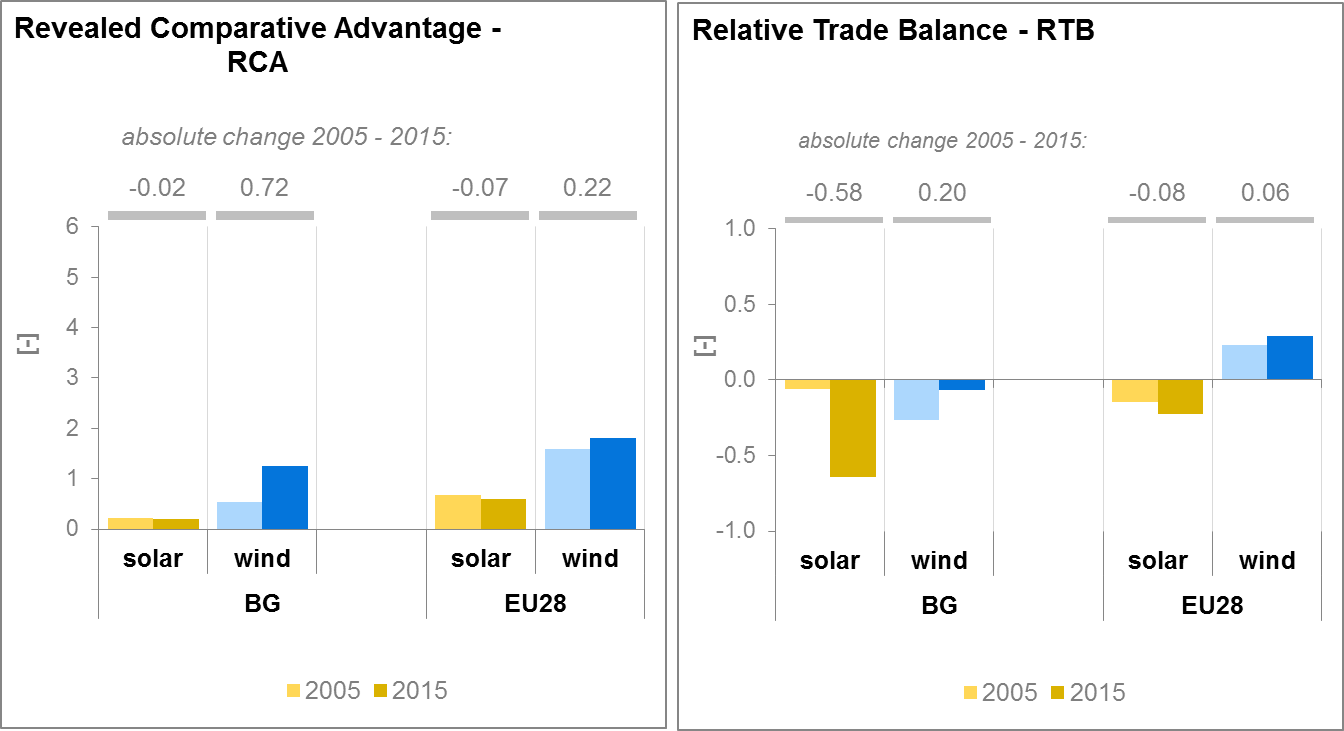 Revealed Comparative Advantage -
RCA
absolute change 2005 - 2015:
-0.02 0.72 -0.07 0.22
6
5
4
3
2
1
0
[-]
solar wind solar wind
BG EU28
2005 2015
Relative Trade Balance - RTB
absolute change 2005 - 2015:
-0.58 0.20 -0.08 0.06
1.0
0.5
0.0
-0.5
-1.0
[-]
solar wind solar wind
BG EU28
2005 2015